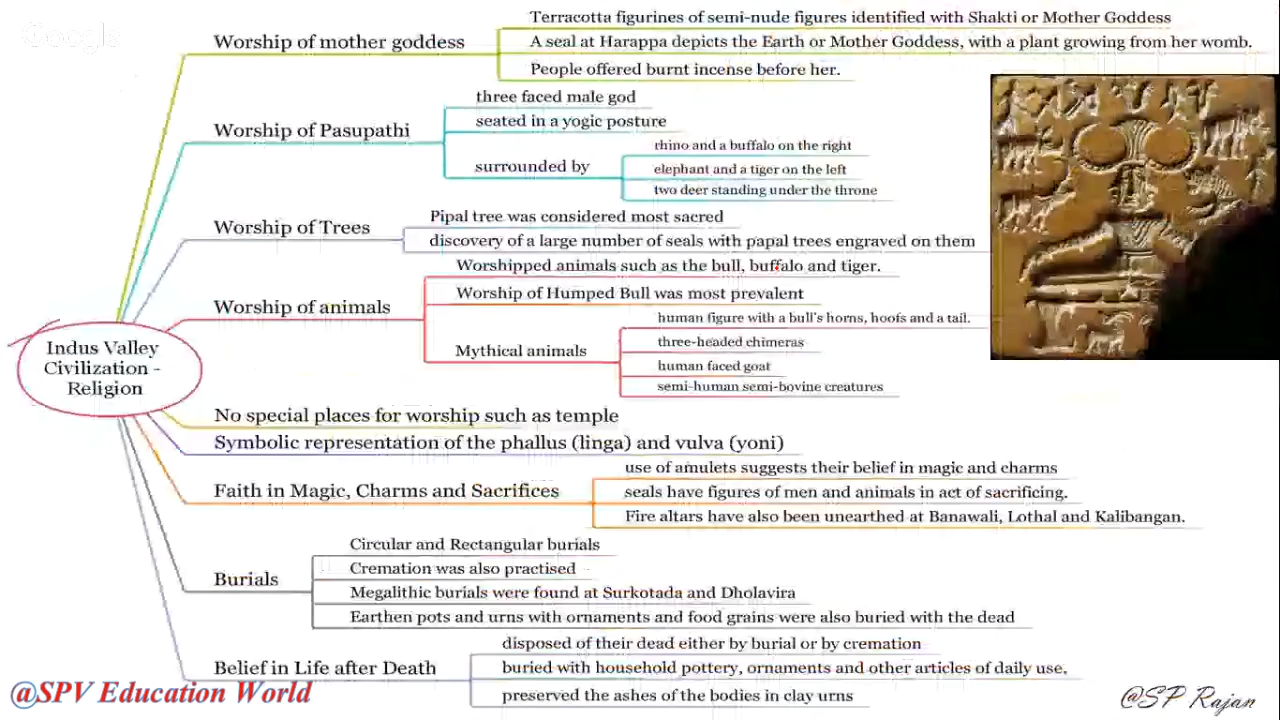 Google
Worship of mother goddess
Terracotta figurines of semi-nude figures identified with Shakti or Mother Goddess
A seal at Harappa depicts the Earth or Mother Goddess, with a plant growing from her womb.
People offered burnt incense before her.
Worship of Pasupathi
three faced male god
seated in a yogic posture
surrounded by
rhino and a buffalo on the right
elephant and a tiger on the left
two deer standing under the throne
Worship of Trees
Pipal tree was considered most sacred
discovery of a large number of seals with papal trees engraved on them
Worship of animals
Worshipped animals such as the bull, buffalo and tiger.
Worship of Humped Bull was most prevalent
Mythical animals
human figure with a bull's horns, hoofs and a tail.
three-headed chimeras
human faced goat
semi-human semi-bovine creatures
Indus Valley
Civilization -
Religion
No special places for worship such as temple
Symbolic representation of the phallus (linga) and vulva (yoni)
Faith in Magic, Charms and Sacrifices
use of amulets suggests their belief in magic and charms
seals have figures of men and animals in act of sacrificing.
Fire altars have also been unearthed at Banawali, Lothal and Kalibangan.
Burials
Circular and Rectangular burials
Cremation was also practised
Megalithic burials were found at Surkotada and Dholavira
Earthen pots and urns with ornaments and food grains were also buried with the dead
Belief in Life after Death
disposed of their dead either by burial or by cremation
buried with household pottery, ornaments and other articles of daily use,
preserved the ashes of the bodies in clay urns
@SPV Education World
@SP Rajan